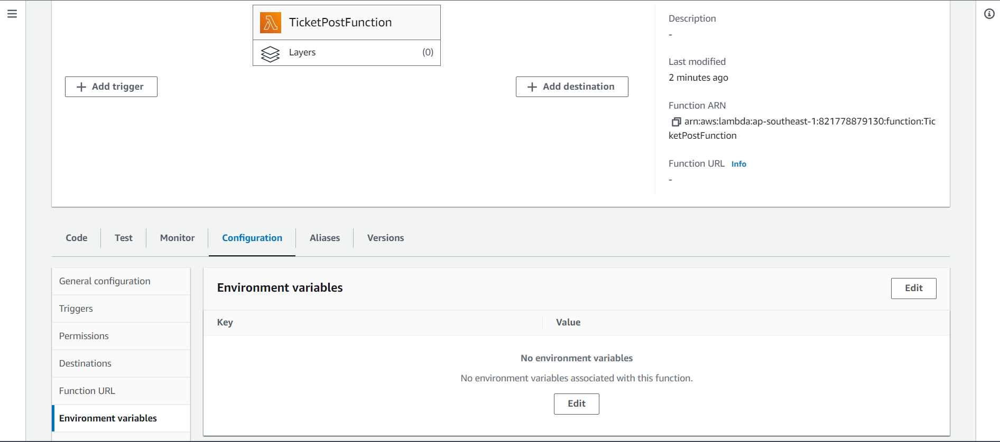 TicketPostFunction
Layers
(0)
Add trigger
Add destination
Description
-
Last modified
2 minutes ago
Function ARN
arn:aws:lambda:ap-southeast-1:821778879130:function:Tic
ketPostFunction
Function URL Info
-
Code
Test
Monitor
Configuration
Aliases
Versions
General configuration
Triggers
Permissions
Destinations
Function URL
Environment variables
Environment variables
Edit
Key
Value
No environment variables
No environment variables associated with this function.
Edit